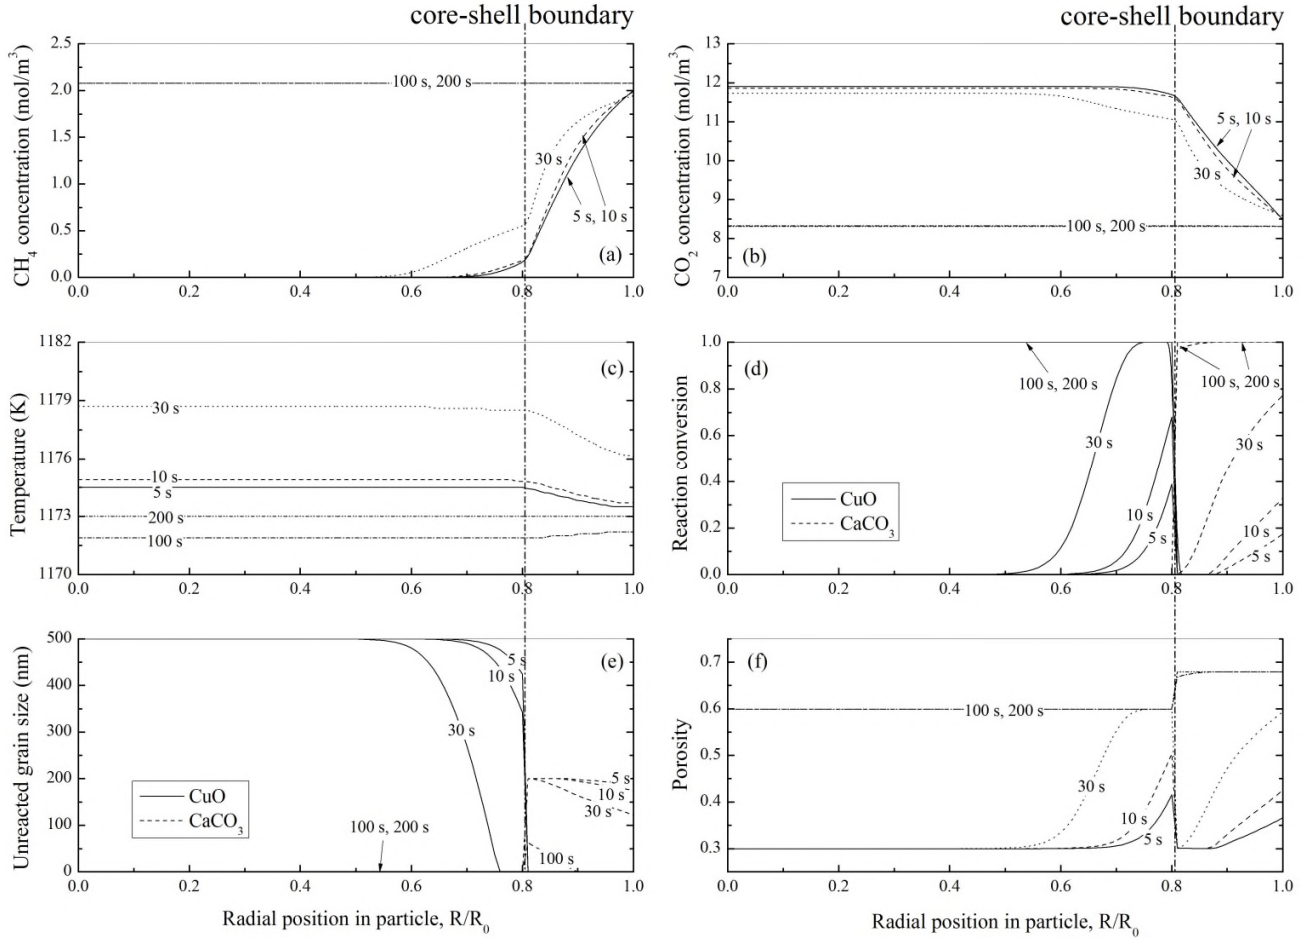 core-shell boundary
core-shell boundary
2.5
2.0
1.5
1.0
0.5
0.0
CH₄ concentration (mol/m³)
100 s, 200 s
30 s
5 s, 10 s
(a)
0.0 0.2 0.4 0.6 0.8 1.0
13
12
11
10
9
8
7
CO₂ concentration (mol/m³)
5 s, 10 s
30 s
100 s, 200 s
(b)
0.0 0.2 0.4 0.6 0.8 1.0
1182
1179
1176
1173
1170
Temperature (K)
(c)
30 s
10 s
5 s
200 s
100 s
0.0 0.2 0.4 0.6 0.8 1.0
1.0
0.8
0.6
0.4
0.2
0.0
Reaction conversion
(d)
100 s, 200 s
100 s, 200 s
30 s
30 s
CuO
CaCO₃
10 s
5 s
10 s
5 s
0.0 0.2 0.4 0.6 0.8 1.0
500
400
300
200
100
0
Unreacted grain size (nm)
(e)
5 s
10 s
30 s
CuO
CaCO₃
5 s
10 s
30 s
100 s, 200 s
100 s
0.0 0.2 0.4 0.6 0.8 1.0
Radial position in particle, R/R₀
0.7
0.6
0.5
0.4
0.3
Porosity
(f)
100 s, 200 s
30 s
10 s
5 s
0.0 0.2 0.4 0.6 0.8 1.0
Radial position in particle, R/R₀